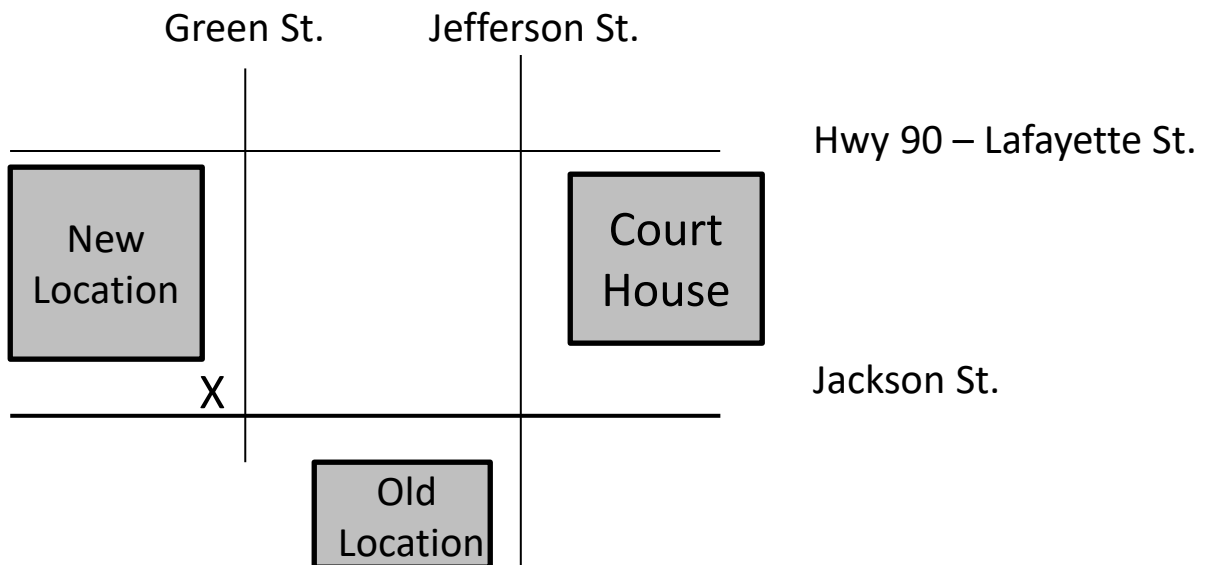 Green St.
Jefferson St.
Hwy 90 – Lafayette St.
New
Location
Court
House
X
Jackson St.
Old
Location